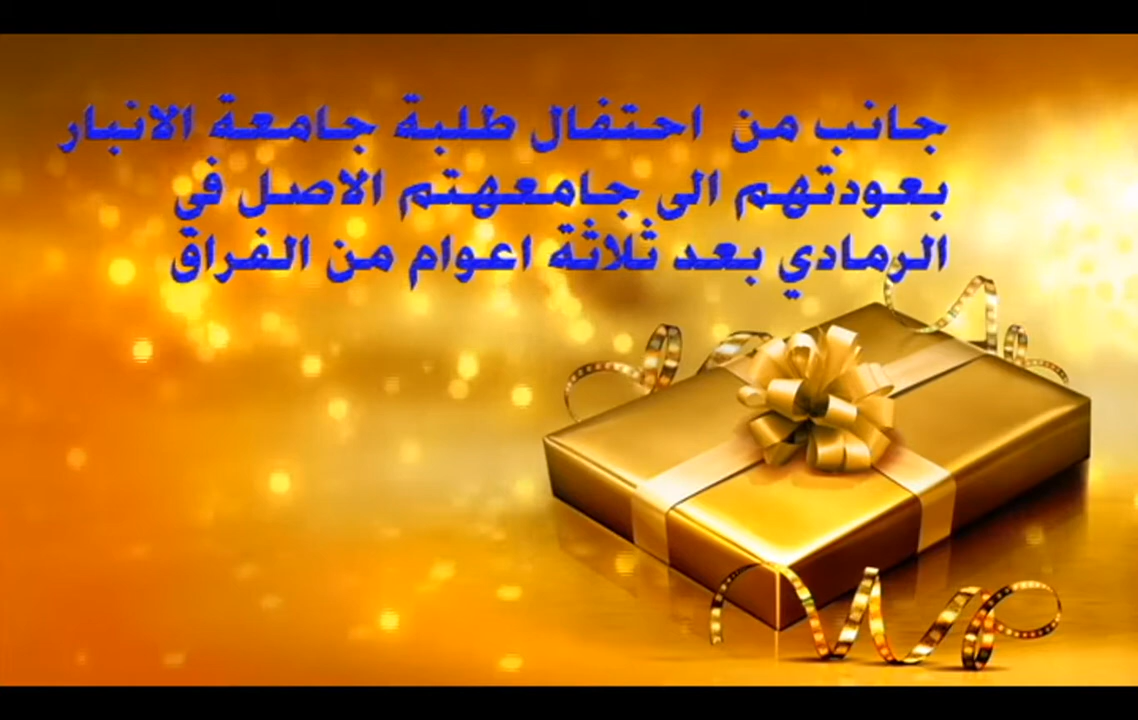 جانب من احتفال طلبة جامعة الانبار
بعودتهم الى جامعهتم الاصل في
الرمادي بعد ثلاثة اعوام من الفراق